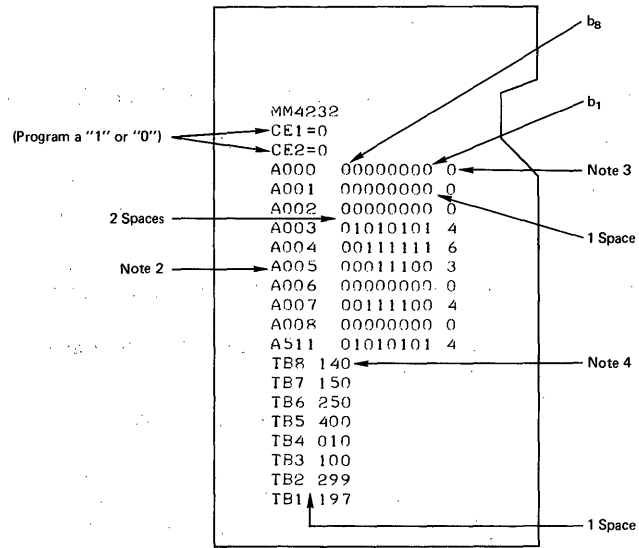 b8
MM4232
b1
(Program a "1" or "0")
CE1=0
CE2=0
A000 00000000 0
Note 3
A001 00000000 0
A002 00000000 0
2 Spaces
1 Space
A003 01010101 4
A004 00111111 6
Note 2
A005 00011100 3
A006 00000000 0
A007 00111100 4
A008 00000000 0
A511 01010101 4
TB8 140
Note 4
TB7 150
TB6 250
TB5 400
TB4 010
TB3 100
TB2 299
TB1 197
1 Space